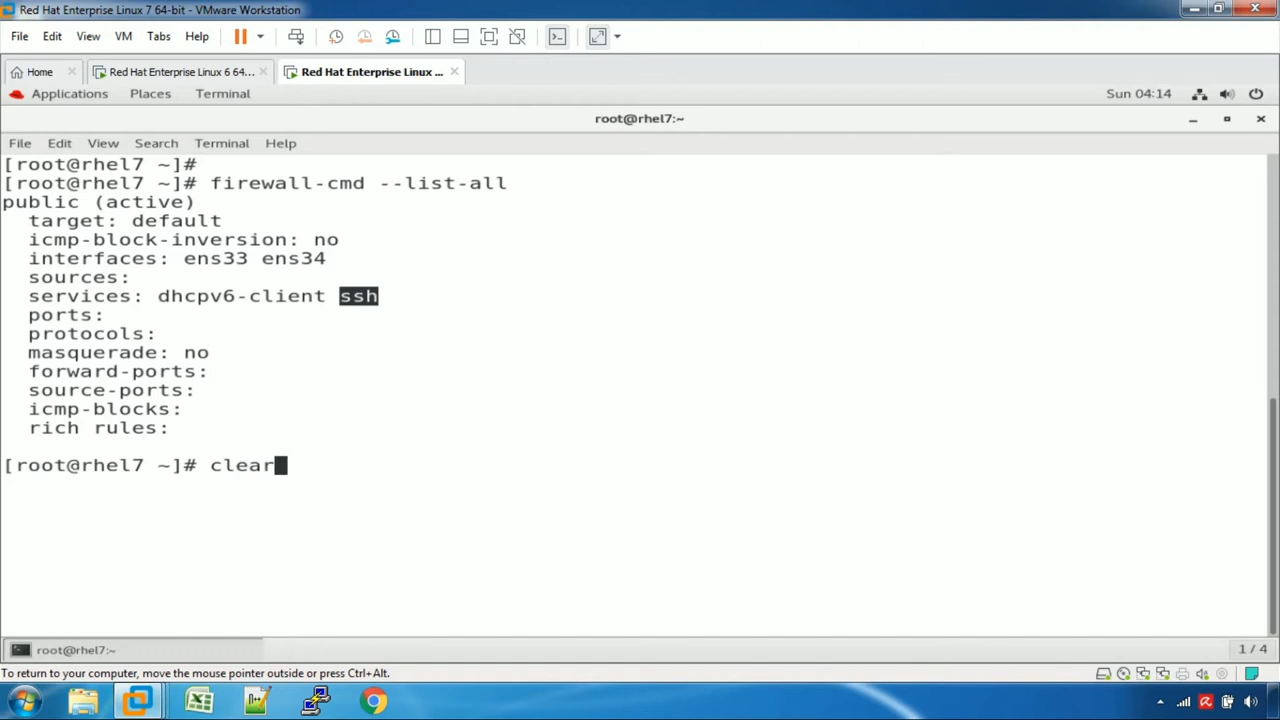 Red Hat Enterprise Linux 7 64-bit - VMware Workstation
File Edit View VM Tabs Help
Home Red Hat Enterprise Linux 6 64... Red Hat Enterprise Linux ...
Applications Places Terminal Sun 04:14
root@rhel7:~
File Edit View Search Terminal Help
[root@rhel7 ~]#
[root@rhel7 ~]# firewall-cmd --list-all
public (active)
target: default
icmp-block-inversion: no
interfaces: ens33 ens34
sources:
services: dhcpv6-client ssh
ports:
protocols:
masquerade: no
forward-ports:
source-ports:
icmp-blocks:
rich rules:
[root@rhel7 ~]# clear
root@rhel7:~ 1 / 4
To return to your computer, move the mouse pointer outside or press Ctrl+Alt.